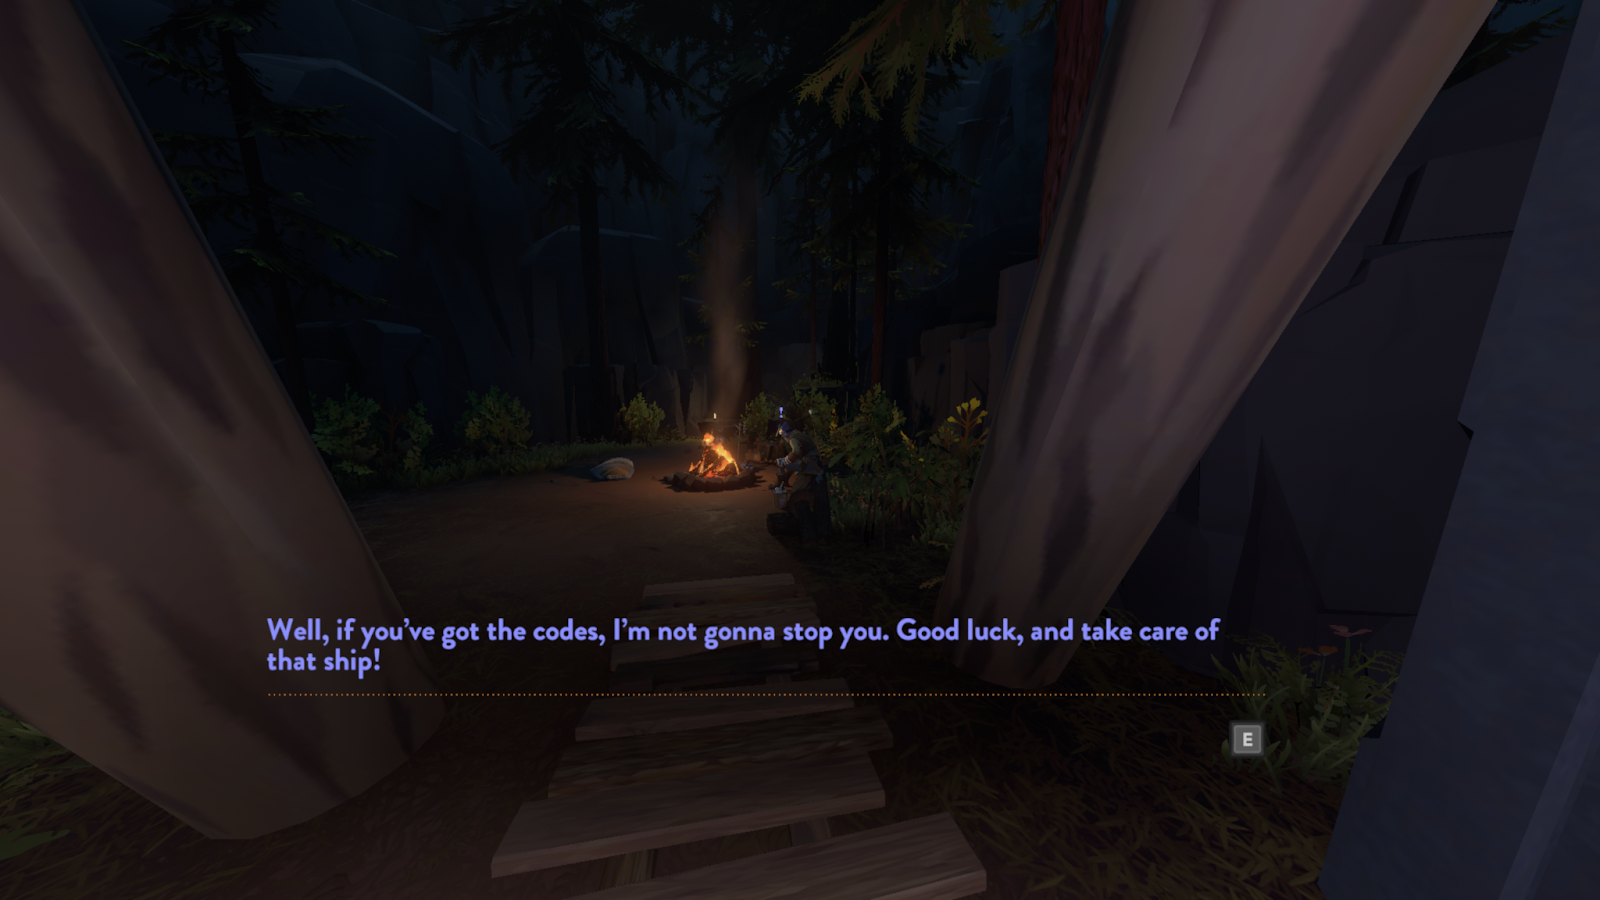 Well, if you’ve got the codes, I’m not gonna stop you. Good luck, and take care of
that ship!
E